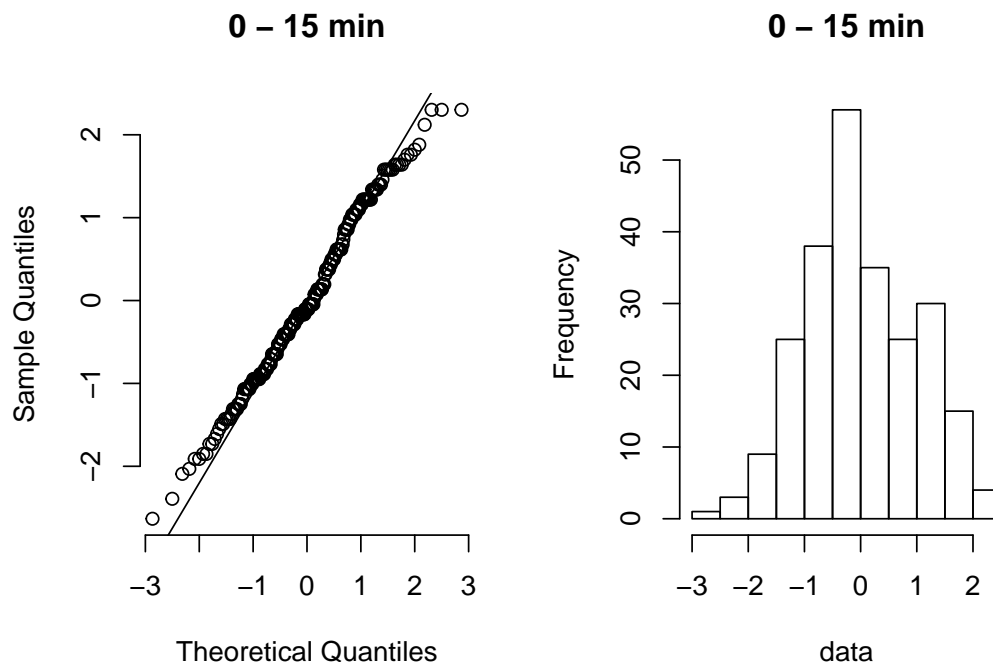 0 – 15 min
Sample Quantiles
2
1
0
−1
−2
−3 −1 0 1 2 3
Theoretical Quantiles
0 – 15 min
Frequency
50
40
30
20
10
0
−3 −2 −1 0 1 2
data